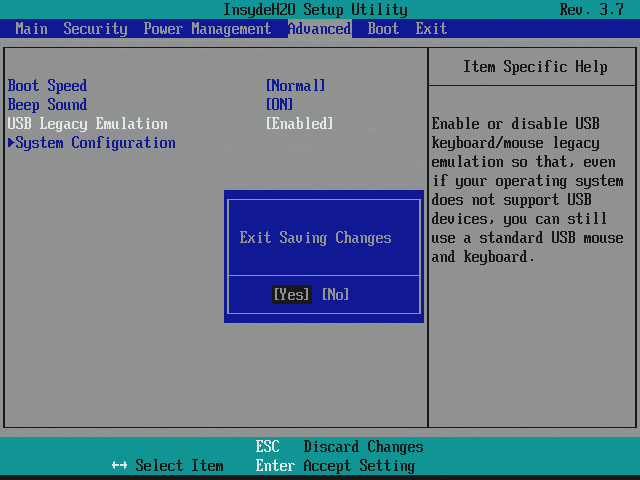 InsydeH2O Setup Utility Rev. 3.7
Main Security Power Management Advanced Boot Exit
Item Specific Help
Boot Speed [Normal]
Beep Sound [ON]
USB Legacy Emulation [Enabled]
▶System Configuration
Enable or disable USB
keyboard/mouse legacy
emulation so that, even
if your operating system
does not support USB
devices, you can still
use a standard USB mouse
and keyboard.
Exit Saving Changes
[Yes] [No]
ESC Discard Changes
↔ Select Item Enter Accept Setting